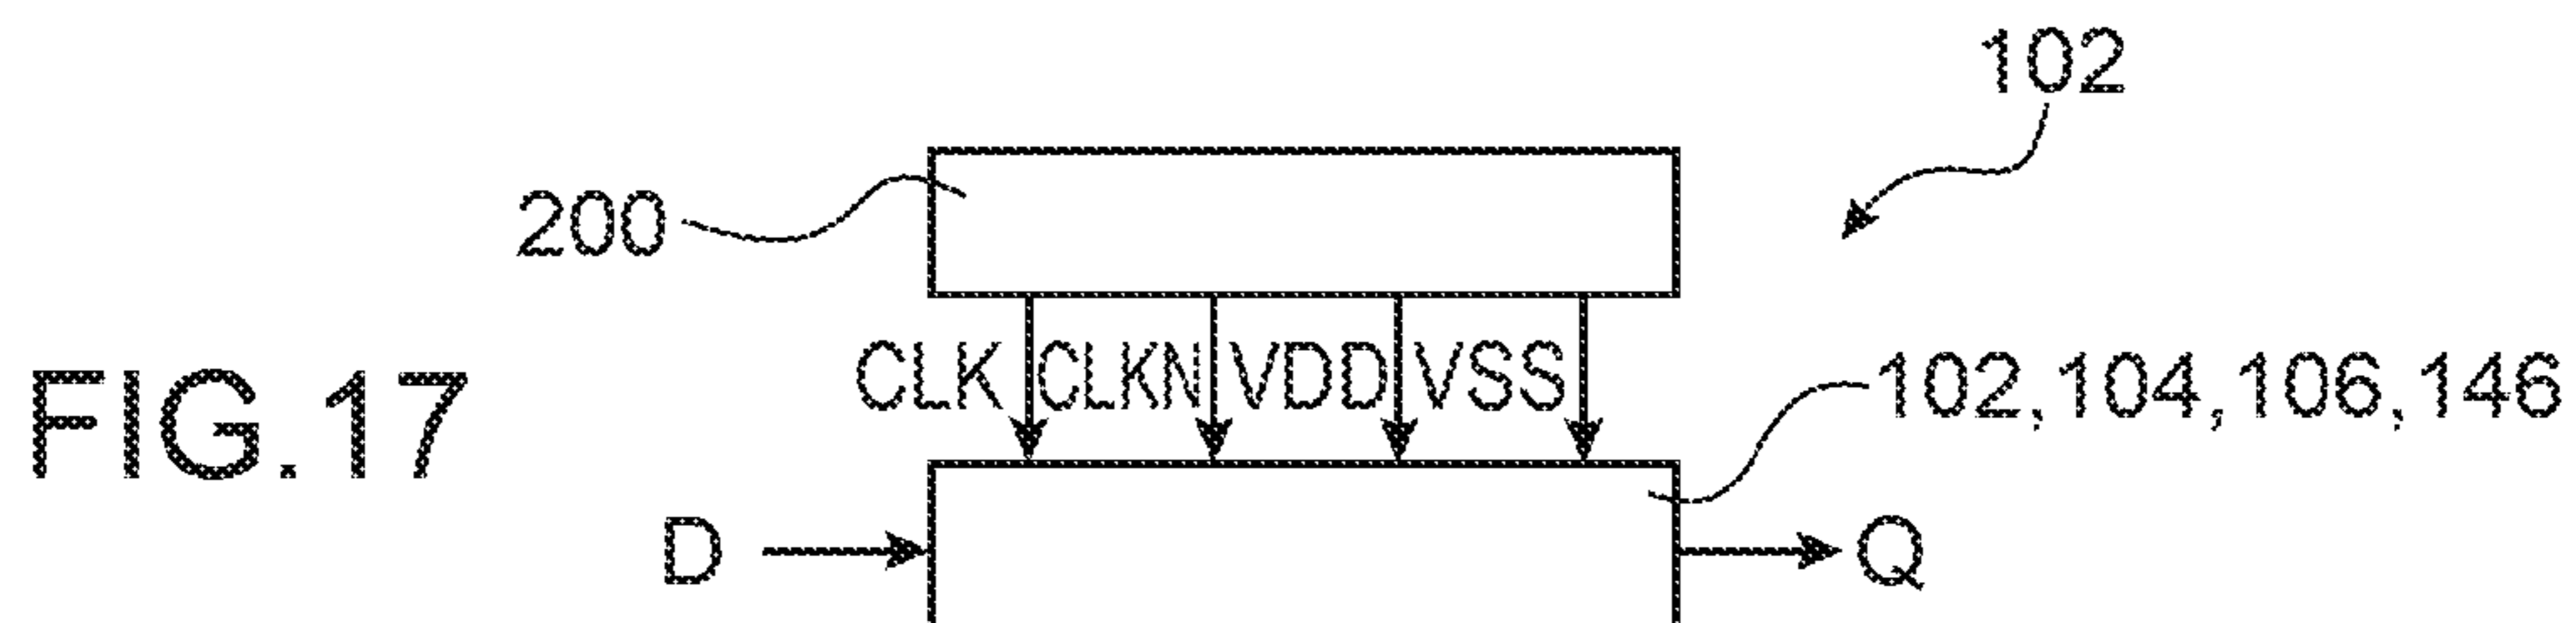 102
200
CLK CLKN VDD VSS
FIG.17
102,104,106,146
D
Q